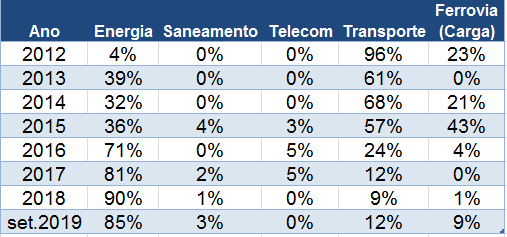 Ano Energia Saneamento Telecom Transporte Ferrovia (Carga)
2012 4% 0% 0% 96% 23%
2013 39% 0% 0% 61% 0%
2014 32% 0% 0% 68% 21%
2015 36% 4% 3% 57% 43%
2016 71% 0% 5% 24% 4%
2017 81% 2% 5% 12% 0%
2018 90% 1% 0% 9% 1%
set.2019 85% 3% 0% 12% 9%